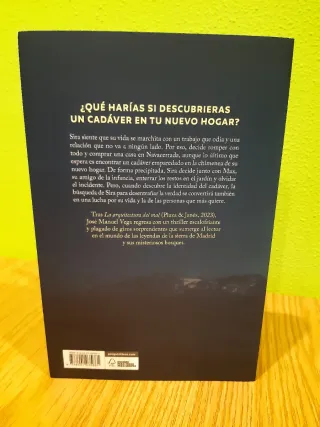 ¿QUÉ HARÍAS SI DESCUBRIERAS
UN CADÁVER EN TU NUEVO HOGAR?
Sira siente que su vida se marchita con un trabajo que odia y una
relación que no va a ningún lado. Por eso, decide romper con
todo y comprar una casa en Navacerrada, aunque lo último que
espera es encontrar un cadáver emparedado en la chimenea de su
nuevo hogar. De forma precipitada, Sira decide junto con Max,
su amigo de la infancia, enterrar los restos en el jardín y olvidar
el incidente. Pero, cuando descubre la identidad del cadáver, la
búsqueda de Sira para desentrañar la verdad se convertirá también
en una lucha por su vida y la de las personas que más quiere.
Tras La arquitectura del mal (Plaza & Janés, 2023),
José Manuel Vega regresa con un thriller escalofriante
y plagado de giros sorprendentes que sumerge al lector
en el mundo de las leyendas de la sierra de Madrid
y sus misteriosos bosques.